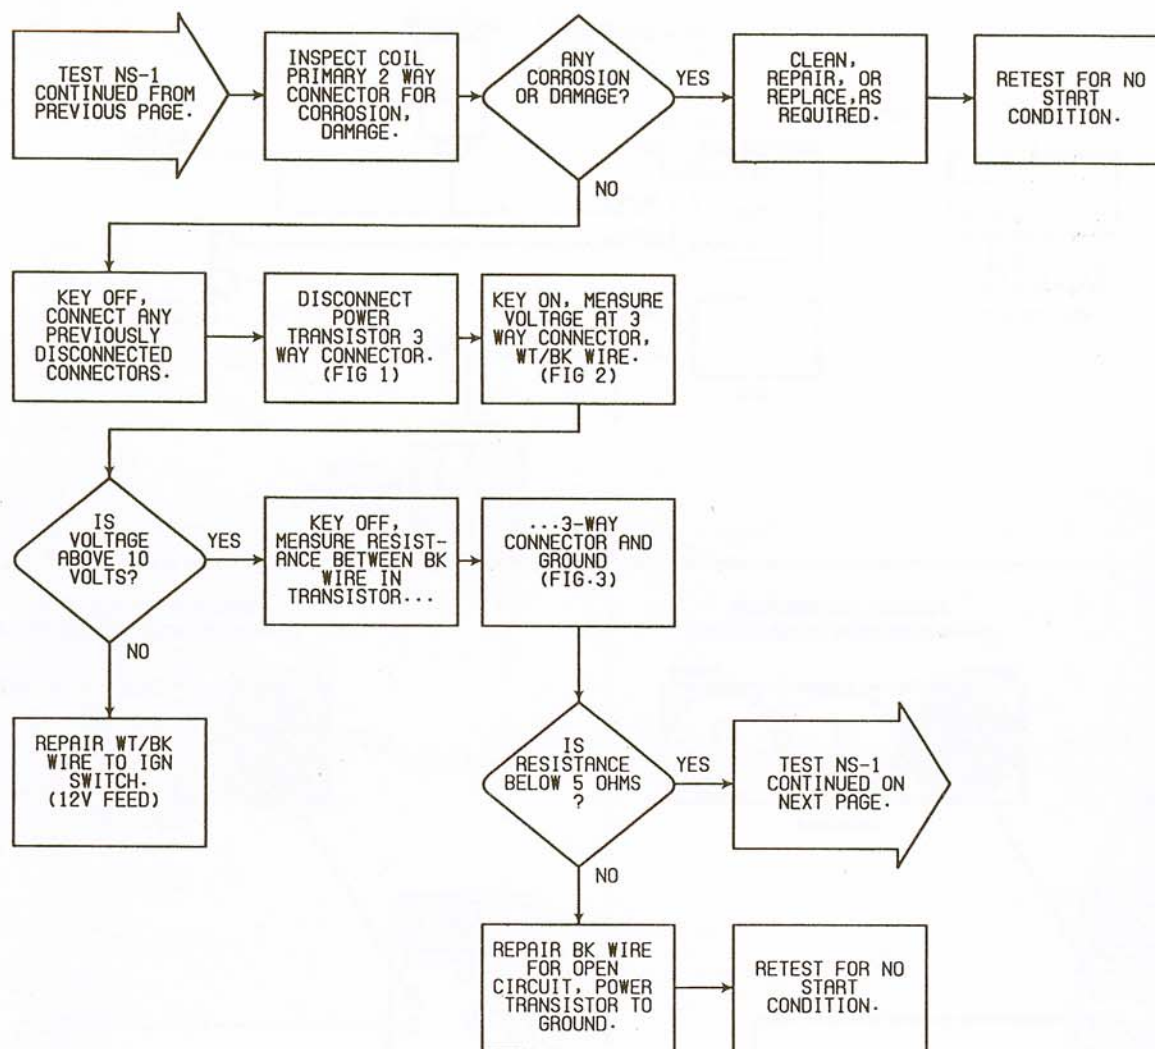 TEST NS-1
CONTINUED FROM
PREVIOUS PAGE.
INSPECT COIL
PRIMARY 2 WAY
CONNECTOR FOR
CORROSION,
DAMAGE.
ANY
CORROSION
OR DAMAGE?
YES
CLEAN,
REPAIR, OR
REPLACE,AS
REQUIRED.
RETEST FOR NO
START
CONDITION.
NO
KEY OFF,
CONNECT ANY
PREVIOUSLY
DISCONNECTED
CONNECTORS.
DISCONNECT
POWER
TRANSISTOR 3
WAY CONNECTOR.
(FIG 1)
KEY ON, MEASURE
VOLTAGE AT 3
WAY CONNECTOR,
WT/BK WIRE.
(FIG 2)
IS
VOLTAGE
ABOVE 10
VOLTS?
YES
KEY OFF,
MEASURE RESIST-
ANCE BETWEEN BK
WIRE IN
TRANSISTOR...
...3-WAY
CONNECTOR AND
GROUND
(FIG.3)
NO
REPAIR WT/BK
WIRE TO IGN
SWITCH.
(12V FEED)
IS
RESISTANCE
BELOW 5 OHMS
?
YES
TEST NS-1
CONTINUED ON
NEXT PAGE.
NO
REPAIR BK WIRE
FOR OPEN
CIRCUIT, POWER
TRANSISTOR TO
GROUND.
RETEST FOR NO
START
CONDITION.